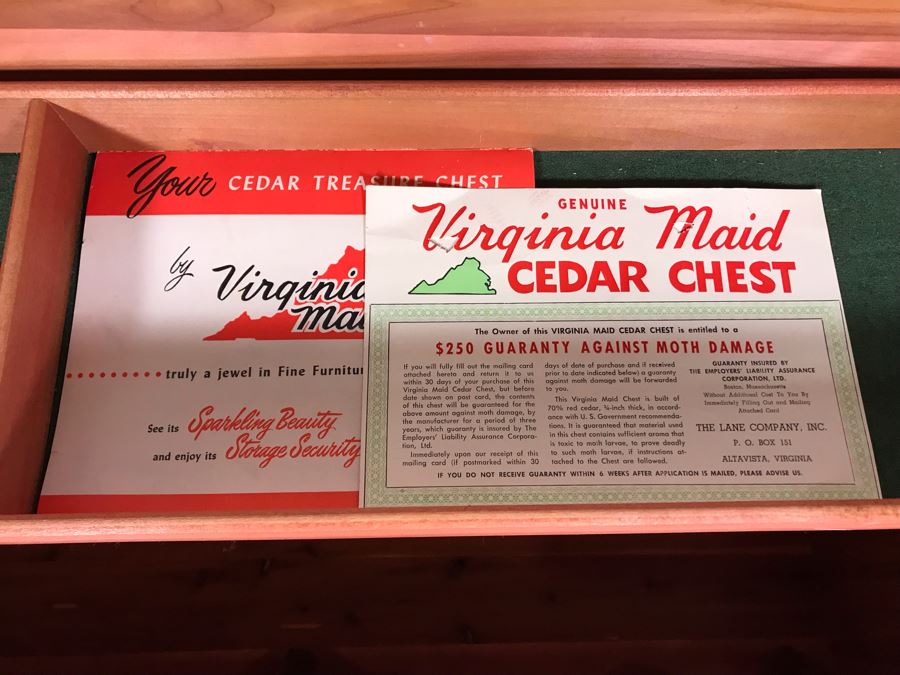 Your CEDAR TREASURE CHEST
by Virginia
Ma
truly a jewel in Fine Furnitur
See its Sparkling Beauty
and enjoy its Storage Security
GENUINE
Virginia Maid
CEDAR CHEST
The Owner of this VIRGINIA MAID CEDAR CHEST is entitled to a
$250 GUARANTY AGAINST MOTH DAMAGE
If you will fully fill out the mailing card
attached hereto and return it to us
within 30 days of your purchase of this
Virginia Maid Cedar Chest, but before
date shown on post card, the contents
of this chest will be guaranteed for the
above amount against moth damage, by
the manufacturer for a period of three
years, which guaranty is insured by The
Employers' Liability Assurance Corpora-
tion, Ltd.
Immediately upon our receipt of this
mailing card (if postmarked within 30
days of date of purchase and if received
prior to date indicated below) a guaranty
against moth damage will be forwarded
to you.
This Virginia Maid Chest is built of
70% red cedar, ¾-inch thick, in accord-
ance with U. S. Government recommenda-
tions. It is guaranteed that material used
in this chest contains sufficient aroma that
is toxic to moth larvae, to prove deadly
to such moth larvae, if instructions at-
tached to the Chest are followed.
GUARANTY INSURED BY
THE EMPLOYERS' LIABILITY ASSURANCE
CORPORATION, LTD.
Boston, Massachusetts
Without Additional Cost To You By
Immediately Filling Out and Mailing
Attached Card
THE LANE COMPANY, INC.
P. O. BOX 151
ALTAVISTA, VIRGINIA
IF YOU DO NOT RECEIVE GUARANTY WITHIN 6 WEEKS AFTER APPLICATION IS MAILED, PLEASE ADVISE US.